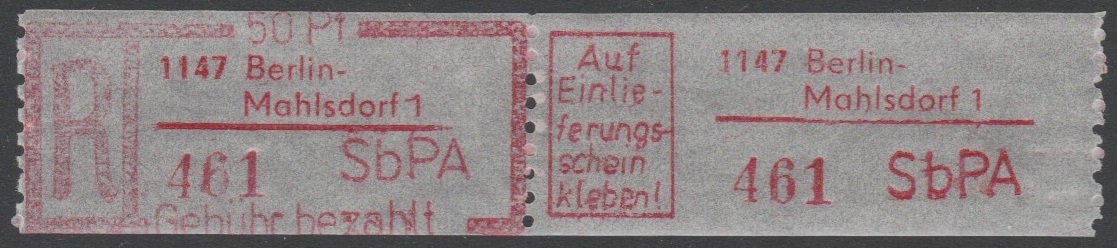 50 Pf
R
1147 Berlin-
Mahlsdorf 1
461 SbPA
Gebühr bezahlt
Auf
Einlie-
ferungs-
schein
kleben!
1147 Berlin-
Mahlsdorf 1
461 SbPA